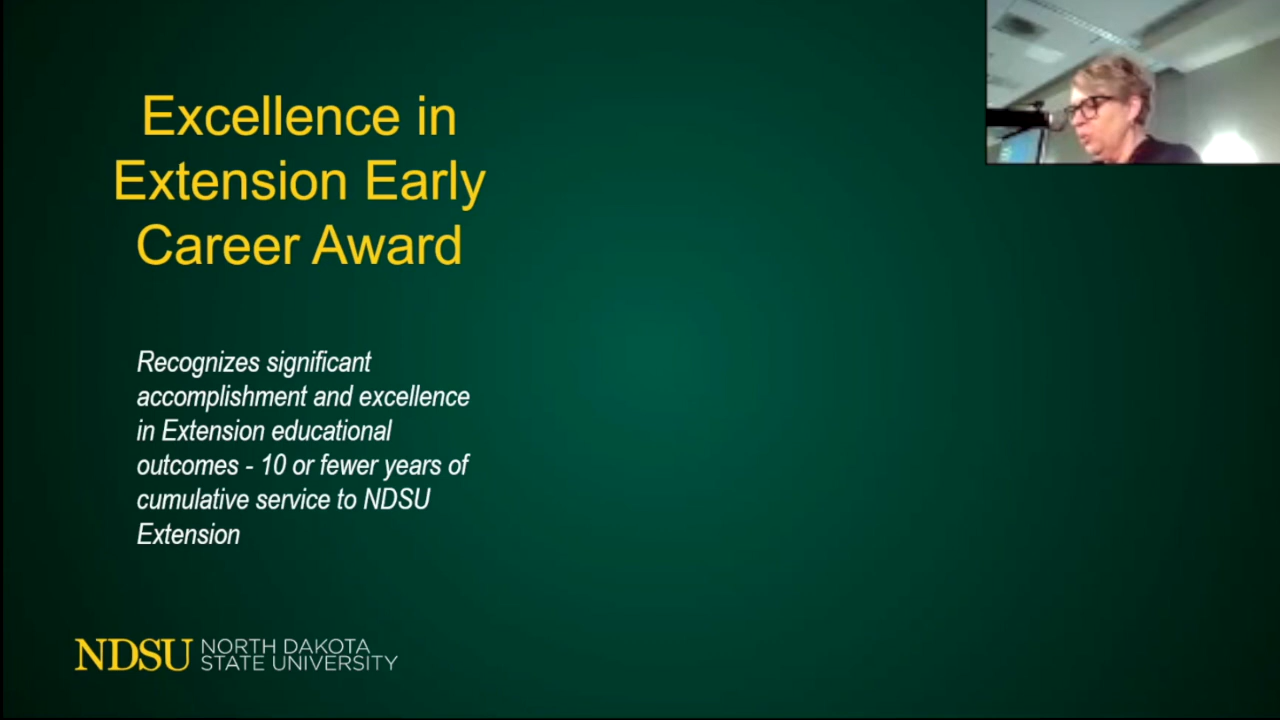 Excellence in
Extension Early
Career Award
Recognizes significant
accomplishment and excellence
in Extension educational
outcomes - 10 or fewer years of
cumulative service to NDSU
Extension
NDSU NORTH DAKOTA
STATE UNIVERSITY